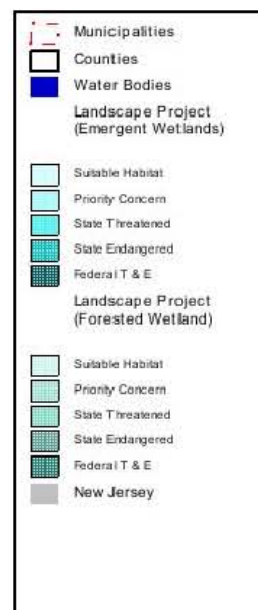 Municipalities
Counties
Water Bodies
Landscape Project
(Emergent Wetlands)
Suitable Habitat
Priority Concern
State Threatened
State Endangered
Federal T & E
Landscape Project
(Forested Wetland)
Suitable Habitat
Priority Concern
State Threatened
State Endangered
Federal T & E
New Jersey